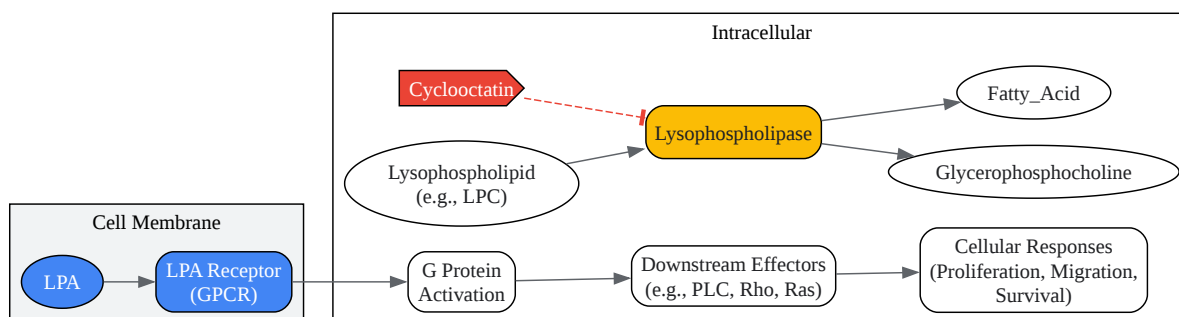 Intracellular
Cyclooctatin
Fatty_Acid
Lysophospholipase
Lysophospholipid
(e.g., LPC)
Glycerophosphocholine
Cell Membrane
LPA
LPA Receptor
(GPCR)
G Protein
Activation
Downstream Effectors
(e.g., PLC, Rho, Ras)
Cellular Responses
(Proliferation, Migration,
Survival)